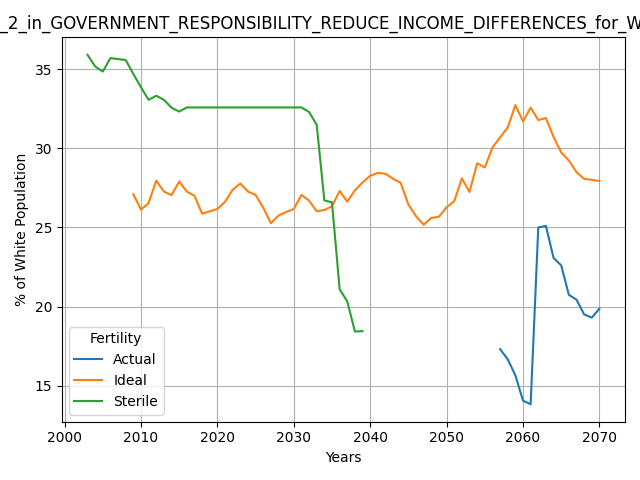 _2_in_GOVERNMENT_RESPONSIBILITY_REDUCE_INCOME_DIFFERENCES_for_W
% of White Population
35
30
25
20
15
Fertility
Actual
Ideal
Sterile
2000 2010 2020 2030 2040 2050 2060 2070
Years